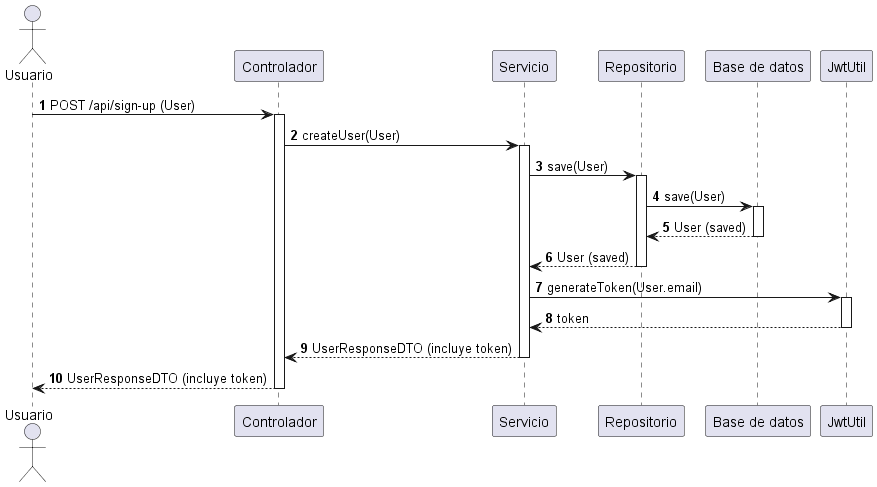 Usuario
Controlador
Servicio
Repositorio
Base de datos
JwtUtil
1 POST /api/sign-up (User)
2 createUser(User)
3 save(User)
4 save(User)
5 User (saved)
6 User (saved)
7 generateToken(User.email)
8 token
9 UserResponseDTO (incluye token)
10 UserResponseDTO (incluye token)
Usuario
Controlador
Servicio
Repositorio
Base de datos
JwtUtil